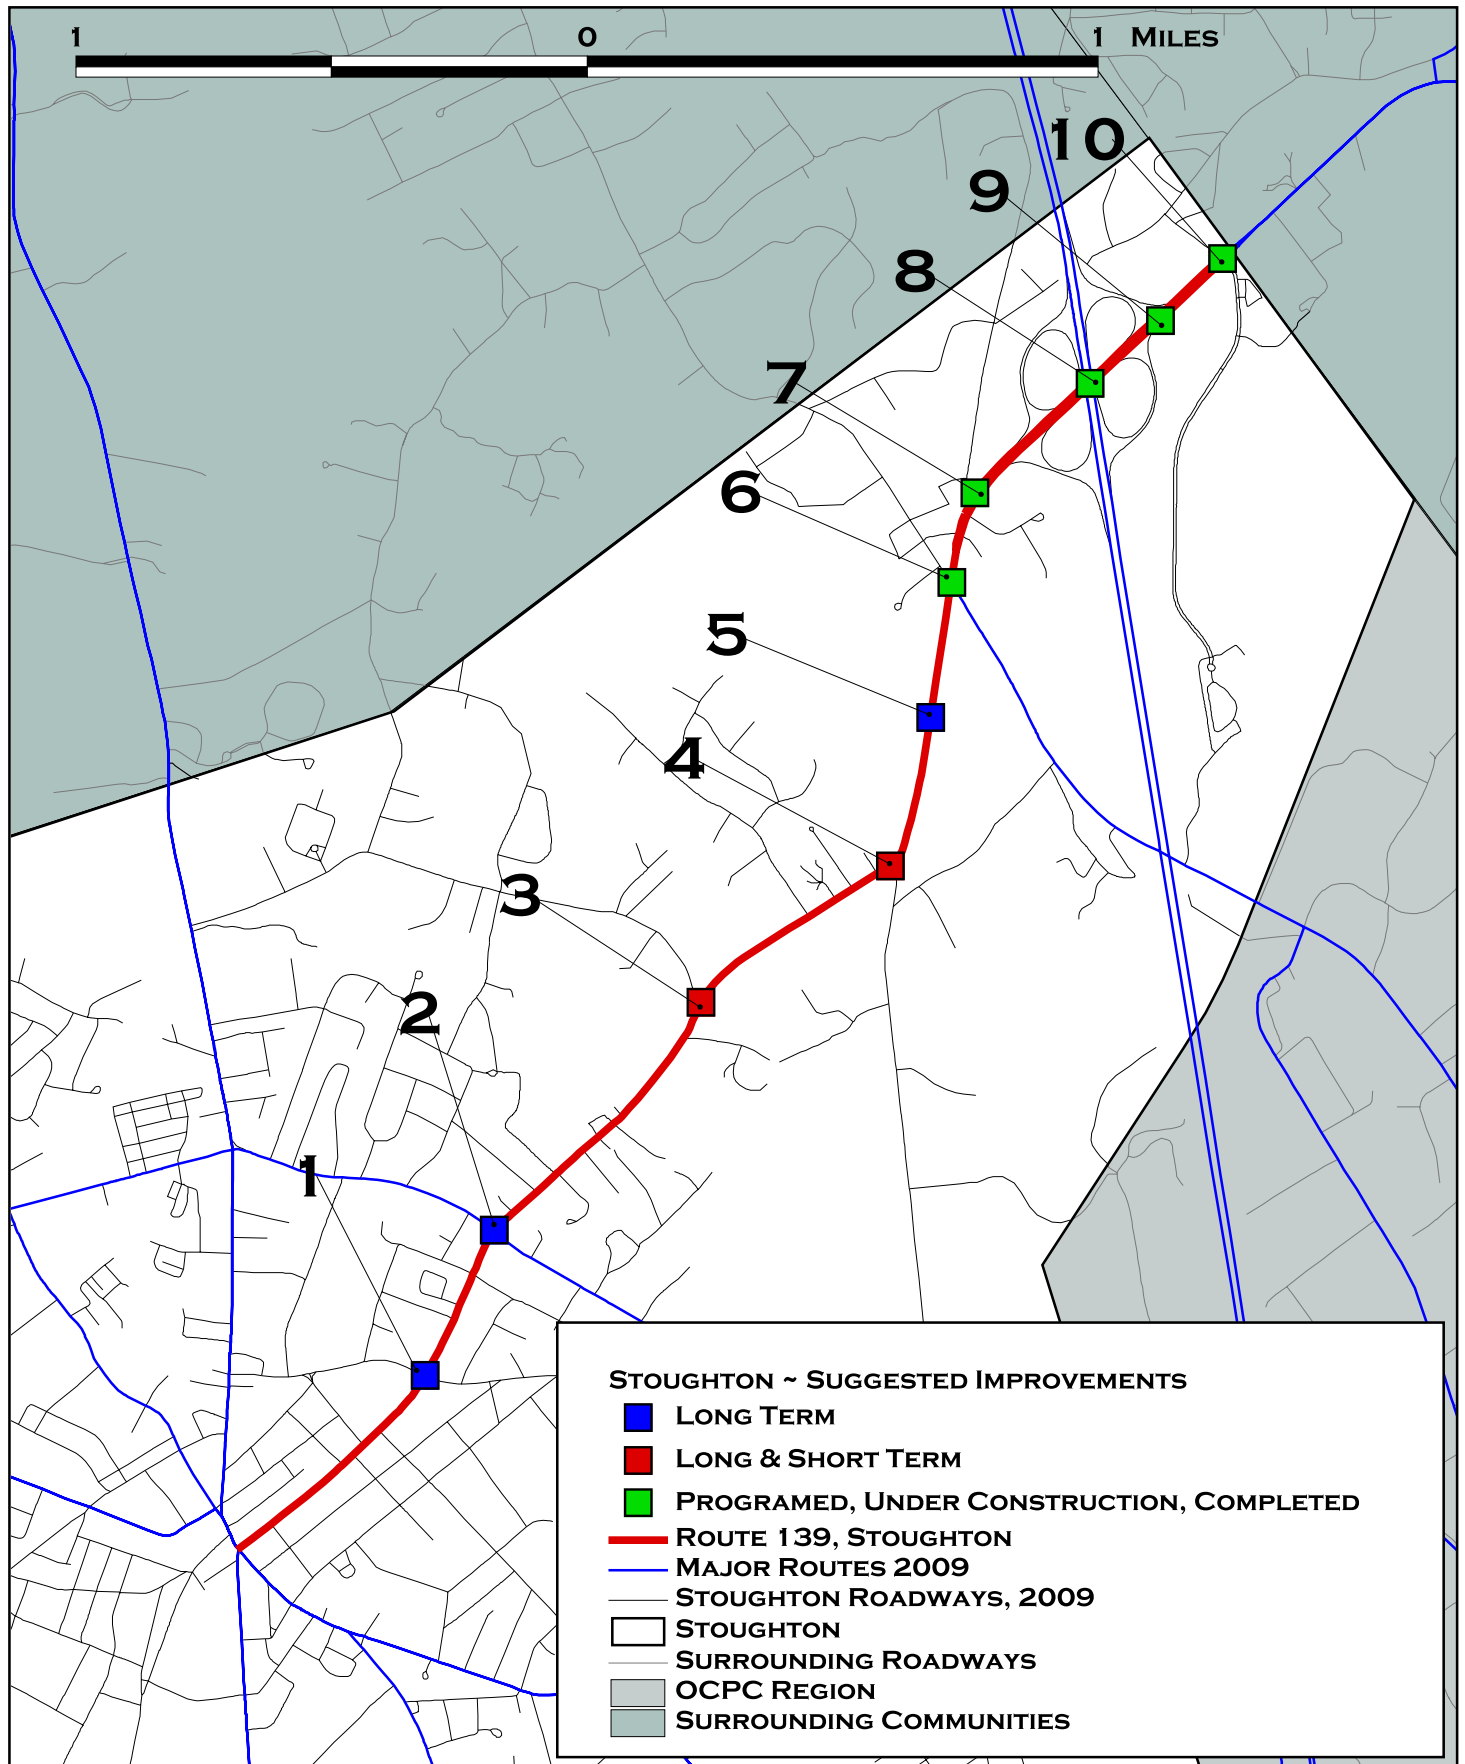 1 0 1 Miles
10
9
8
7
6
5
4
3
2
1
Stoughton ~ Suggested Improvements
Long Term
Long & Short Term
Programed, Under Construction, Completed
Route 139, Stoughton
Major Routes 2009
Stoughton Roadways, 2009
Stoughton
Surrounding Roadways
OCPC Region
Surrounding Communities